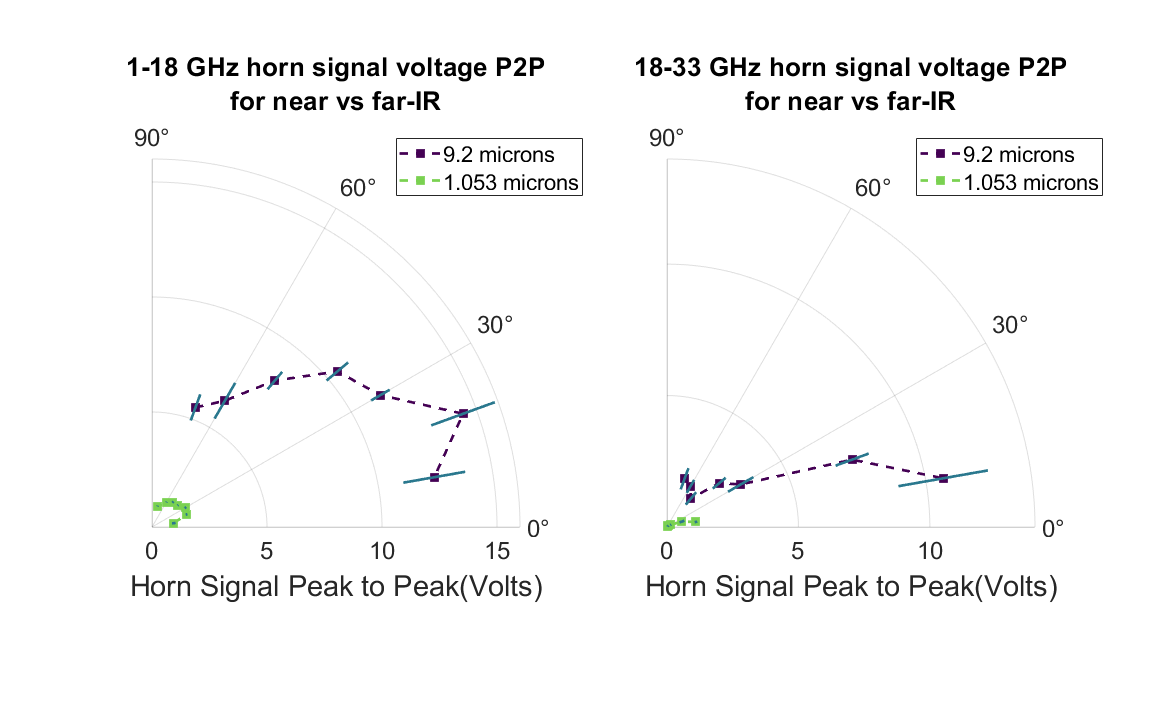 1-18 GHz horn signal voltage P2P
for near vs far-IR
90°
60°
30°
0°
9.2 microns
1.053 microns
0 5 10 15
Horn Signal Peak to Peak(Volts)
18-33 GHz horn signal voltage P2P
for near vs far-IR
90°
60°
30°
0°
9.2 microns
1.053 microns
0 5 10
Horn Signal Peak to Peak(Volts)